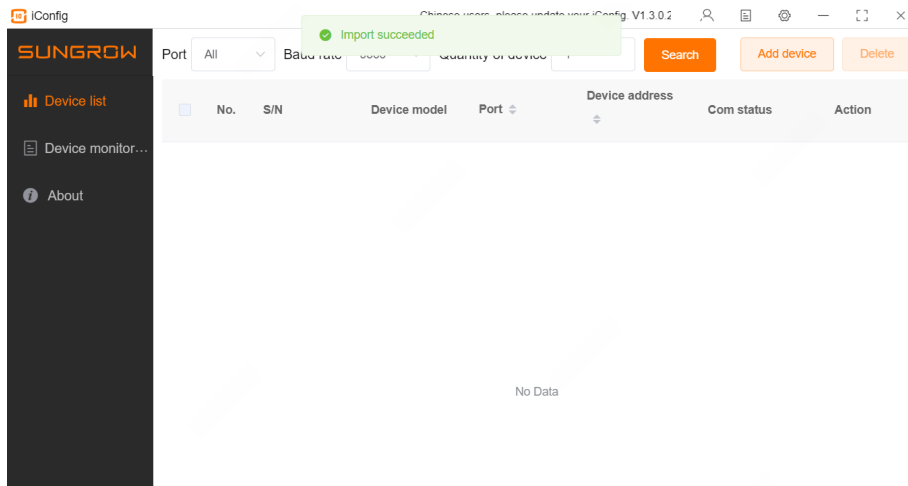 iConfig
Chinese users, please update your iConfig. V1.3.0.2
Import succeeded
SUNGROW
Port All Baud rate Quantity of device Search Add device Delete
Device list
No. S/N Device model Port Device address Com status Action
Device monitor...
About
No Data